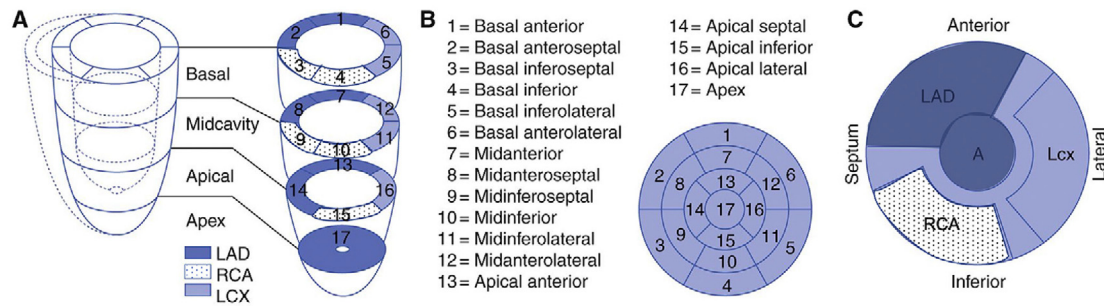 A
1
2
6
3
4
5
Basal
7
8
12
9
10
11
Midcavity
13
14
16
15
Apical
17
Apex
LAD
RCA
LCX
B
1 = Basal anterior
2 = Basal anteroseptal
3 = Basal inferoseptal
4 = Basal inferior
5 = Basal inferolateral
6 = Basal anterolateral
7 = Midanterior
8 = Midanteroseptal
9 = Midinferoseptal
10 = Midinferior
11 = Midinferolateral
12 = Midanterolateral
13 = Apical anterior
14 = Apical septal
15 = Apical inferior
16 = Apical lateral
17 = Apex
1
7
2
8
13
12
6
14
17
16
3
9
15
11
5
10
4
C
Anterior
LAD
Septum
A
Lcx
Lateral
RCA
Inferior